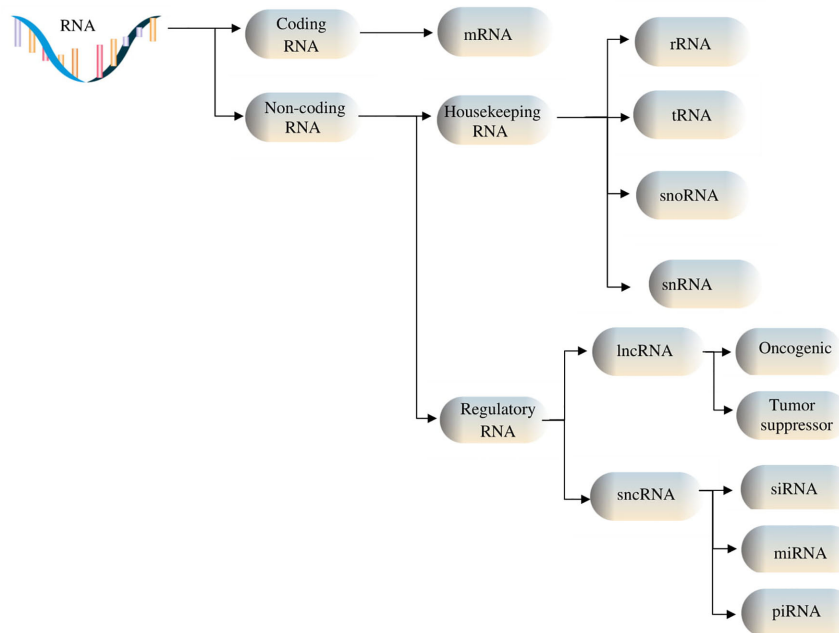 RNA
Coding
RNA
mRNA
rRNA
Non-coding
RNA
Housekeeping
RNA
tRNA
snoRNA
snRNA
lncRNA
Oncogenic
Regulatory
RNA
Tumor
suppressor
sncRNA
siRNA
miRNA
piRNA